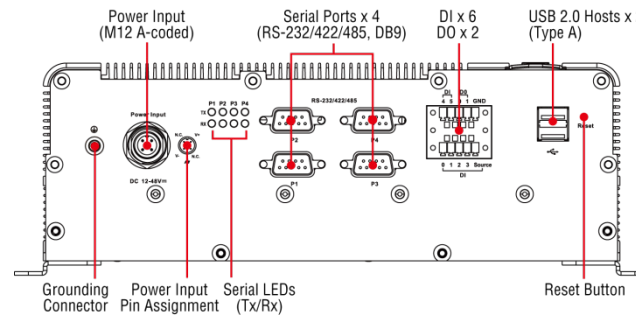 Power Input
(M12 A-coded)
Serial Ports x 4
(RS-232/422/485, DB9)
DI x 6
DO x 2
USB 2.0 Hosts x
(Type A)
Power Input
N.C. V+
V- N.C.
DC 12-48V
P1 P2 P3 P4
TX
RX
RS-232/422/485
P2
P4
P1
P3
DI DO
4 5 0 1 GND
0 1 2 3 Source
DI
Reset
Grounding
Connector
Power Input
Pin Assignment
Serial LEDs
(Tx/Rx)
Reset Button